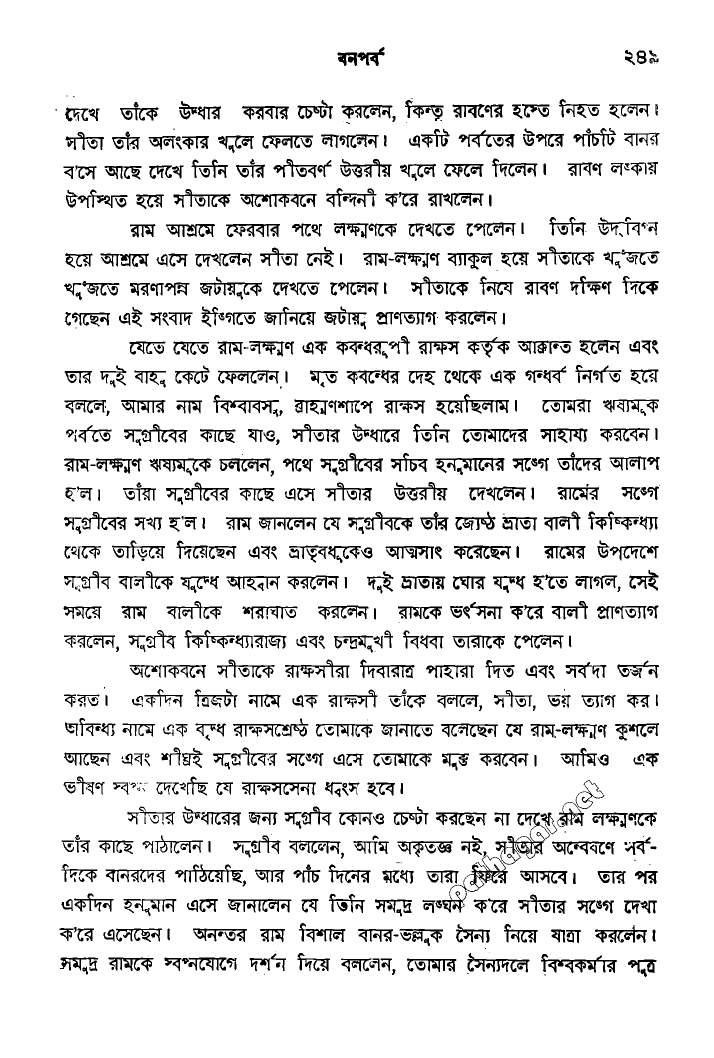 বনপর্ব ২৪৯
দেখে তাঁকে উদ্ধার করবার চেষ্টা করলেন, কিন্তু রাবণের হস্তে নিহত হলেন।
সীতা তাঁর অলংকার খুলে ফেলতে লাগলেন। একটি পর্বতের উপরে পাঁচটি বানর
ব'সে আছে দেখে তিনি তাঁর পীতবর্ণ উত্তরীয় খুলে ফেলে দিলেন। রাবণ লংকায়
উপস্থিত হয়ে সীতাকে অশোকবনে বন্দিনী ক'রে রাখলেন।
রাম আশ্রমে ফেরবার পথে লক্ষ্মণকে দেখতে পেলেন। তিনি উদ্‌বিগ্ন
হয়ে আশ্রমে এসে দেখলেন সীতা নেই। রাম-লক্ষ্মণ ব্যাকুল হয়ে সীতাকে খুঁজতে
খুঁজতে মরণাপন্ন জটায়ুকে দেখতে পেলেন। সীতাকে নিযে রাবণ দক্ষিণ দিকে
গেছেন এই সংবাদ ইঙ্গিতে জানিয়ে জটায়ু প্রাণত্যাগ করলেন।
যেতে যেতে রাম-লক্ষ্মণ এক কবন্ধরূপী রাক্ষস কর্তৃক আক্রান্ত হলেন এবং
তার দুই বাহু কেটে ফেললেন। মৃত কবন্ধের দেহ থেকে এক গন্ধর্ব নির্গত হয়ে
বললে, আমার নাম বিশ্বাবসু, ব্রাহ্মণশাপে রাক্ষস হয়েছিলাম। তোমরা ঋষ্যমূক
পর্বতে সুগ্রীবের কাছে যাও, সীতার উদ্ধারে তিনি তোমাদের সাহায্য করবেন।
রাম-লক্ষ্মণ ঋষ্যমূকে চললেন, পথে সুগ্রীবের সচিব হনুমানের সঙ্গে তাঁদের আলাপ
হ'ল। তাঁরা সুগ্রীবের কাছে এসে সীতার উত্তরীয় দেখলেন। রামের সঙ্গে
সুগ্রীবের সখ্য হ'ল। রাম জানলেন যে সুগ্রীবকে তাঁর জ্যেষ্ঠ ভ্রাতা বালী কিষ্কিন্ধ্যা
থেকে তাড়িয়ে দিয়েছেন এবং ভ্রাতৃবধূকেও আত্মসাৎ করেছেন। রামের উপদেশে
সুগ্রীব বালীকে যুদ্ধে আহ্বান করলেন। দুই ভ্রাতায় ঘোর যুদ্ধ হ'তে লাগল, সেই
সময়ে রাম বালীকে শরাঘাত করলেন। রামকে ভর্ৎসনা ক'রে বালী প্রাণত্যাগ
করলেন, সুগ্রীব কিষ্কিন্ধ্যারাজ্য এবং চন্দ্রমুখী বিধবা তারাকে পেলেন।
অশোকবনে সীতাকে রাক্ষসীরা দিবারাত্র পাহারা দিত এবং সর্বদা তর্জন
করত। একদিন ত্রিজটা নামে এক রাক্ষসী তাঁকে বললে, সীতা, ভয় ত্যাগ কর।
অবিন্ধ্য নামে এক বৃদ্ধ রাক্ষসশ্রেষ্ঠ তোমাকে জানাতে বলেছেন যে রাম-লক্ষ্মণ কুশলে
আছেন এবং শীঘ্রই সুগ্রীবের সঙ্গে এসে তোমাকে মুক্ত করবেন। আমিও এক
ভীষণ স্বপ্ন দেখেছি যে রাক্ষসসেনা ধ্বংস হবে।
সীতার উদ্ধারের জন্য সুগ্রীব কোনও চেষ্টা করছেন না দেখে রাম লক্ষ্মণকে
তাঁর কাছে পাঠালেন। সুগ্রীব বললেন, আমি অকৃতজ্ঞ নই, সীতার অন্বেষণে সর্ব-
দিকে বানরদের পাঠিয়েছি, আর পাঁচ দিনের মধ্যে তারা ফিরে আসবে। তার পর
একদিন হনুমান এসে জানালেন যে তিনি সমুদ্র লঙ্ঘন ক'রে সীতার সঙ্গে দেখা
ক'রে এসেছেন। অনন্তর রাম বিশাল বানর-ভল্লুক সৈন্য নিয়ে যাত্রা করলেন।
সমুদ্র রামকে স্বপ্নযোগে দর্শন দিয়ে বললেন, তোমার সৈন্যদলে বিশ্বকর্মার পুত্র
pathagar.net